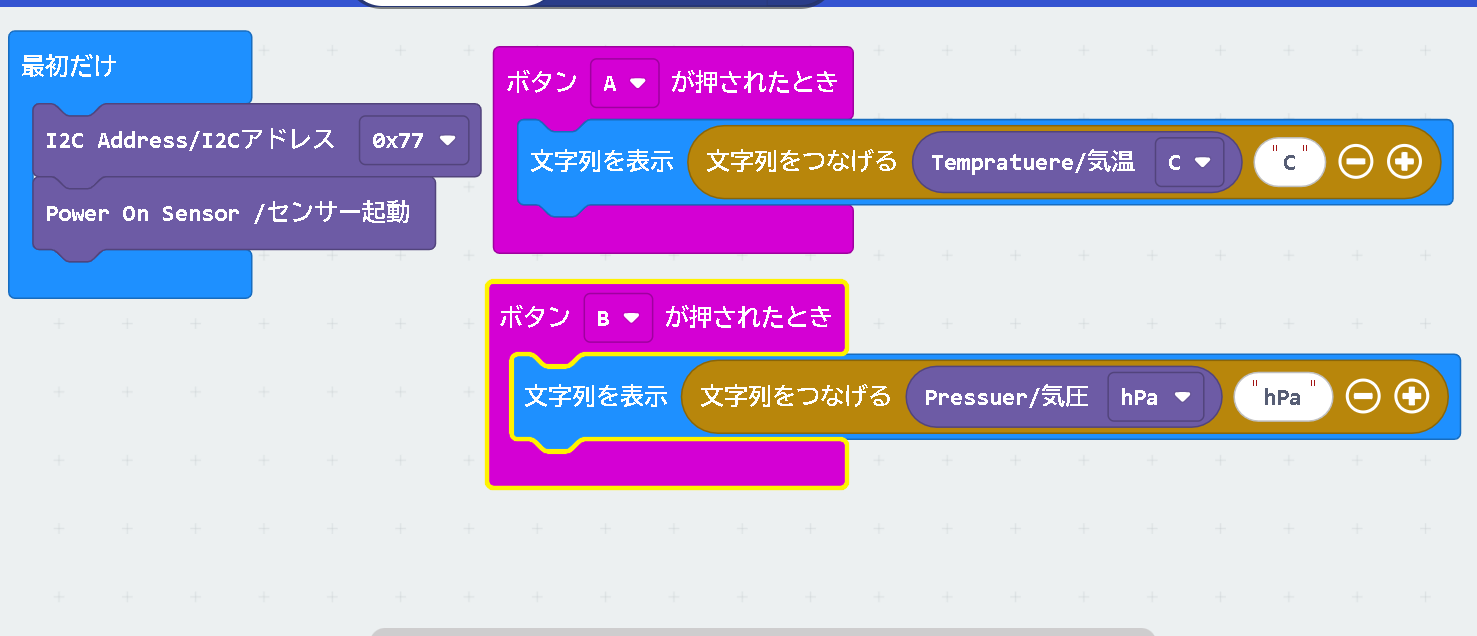 最初だけ
I2C Address/I2Cアドレス 0x77
Power On Sensor /センサー起動
ボタン A が押されたとき
文字列を表示 文字列をつなげる Tempratuere/気温 C "C"
ボタン B が押されたとき
文字列を表示 文字列をつなげる Pressuer/気圧 hPa "hPa"